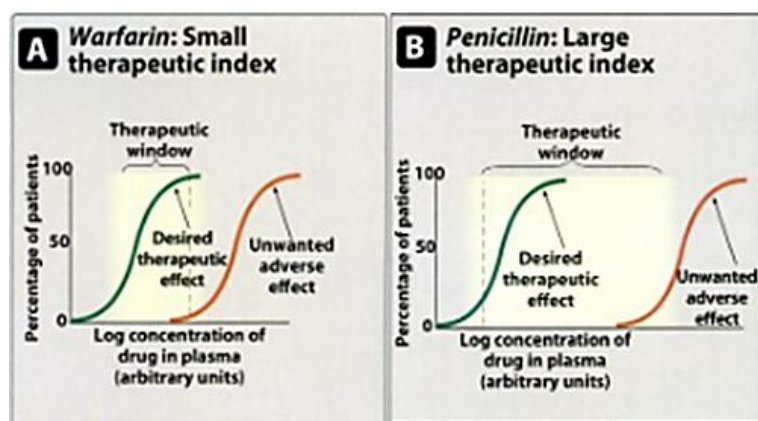 A
Warfarin: Small
therapeutic index
Therapeutic
window
100
50
0
Percentage of patients
Desired
therapeutic
effect
Unwanted
adverse
effect
Log concentration of
drug in plasma
(arbitrary units)
B
Penicillin: Large
therapeutic index
Therapeutic
window
100
50
0
Percentage of patients
Desired
therapeutic
effect
Unwanted
adverse
effect
Log concentration of
drug in plasma
(arbitrary units)